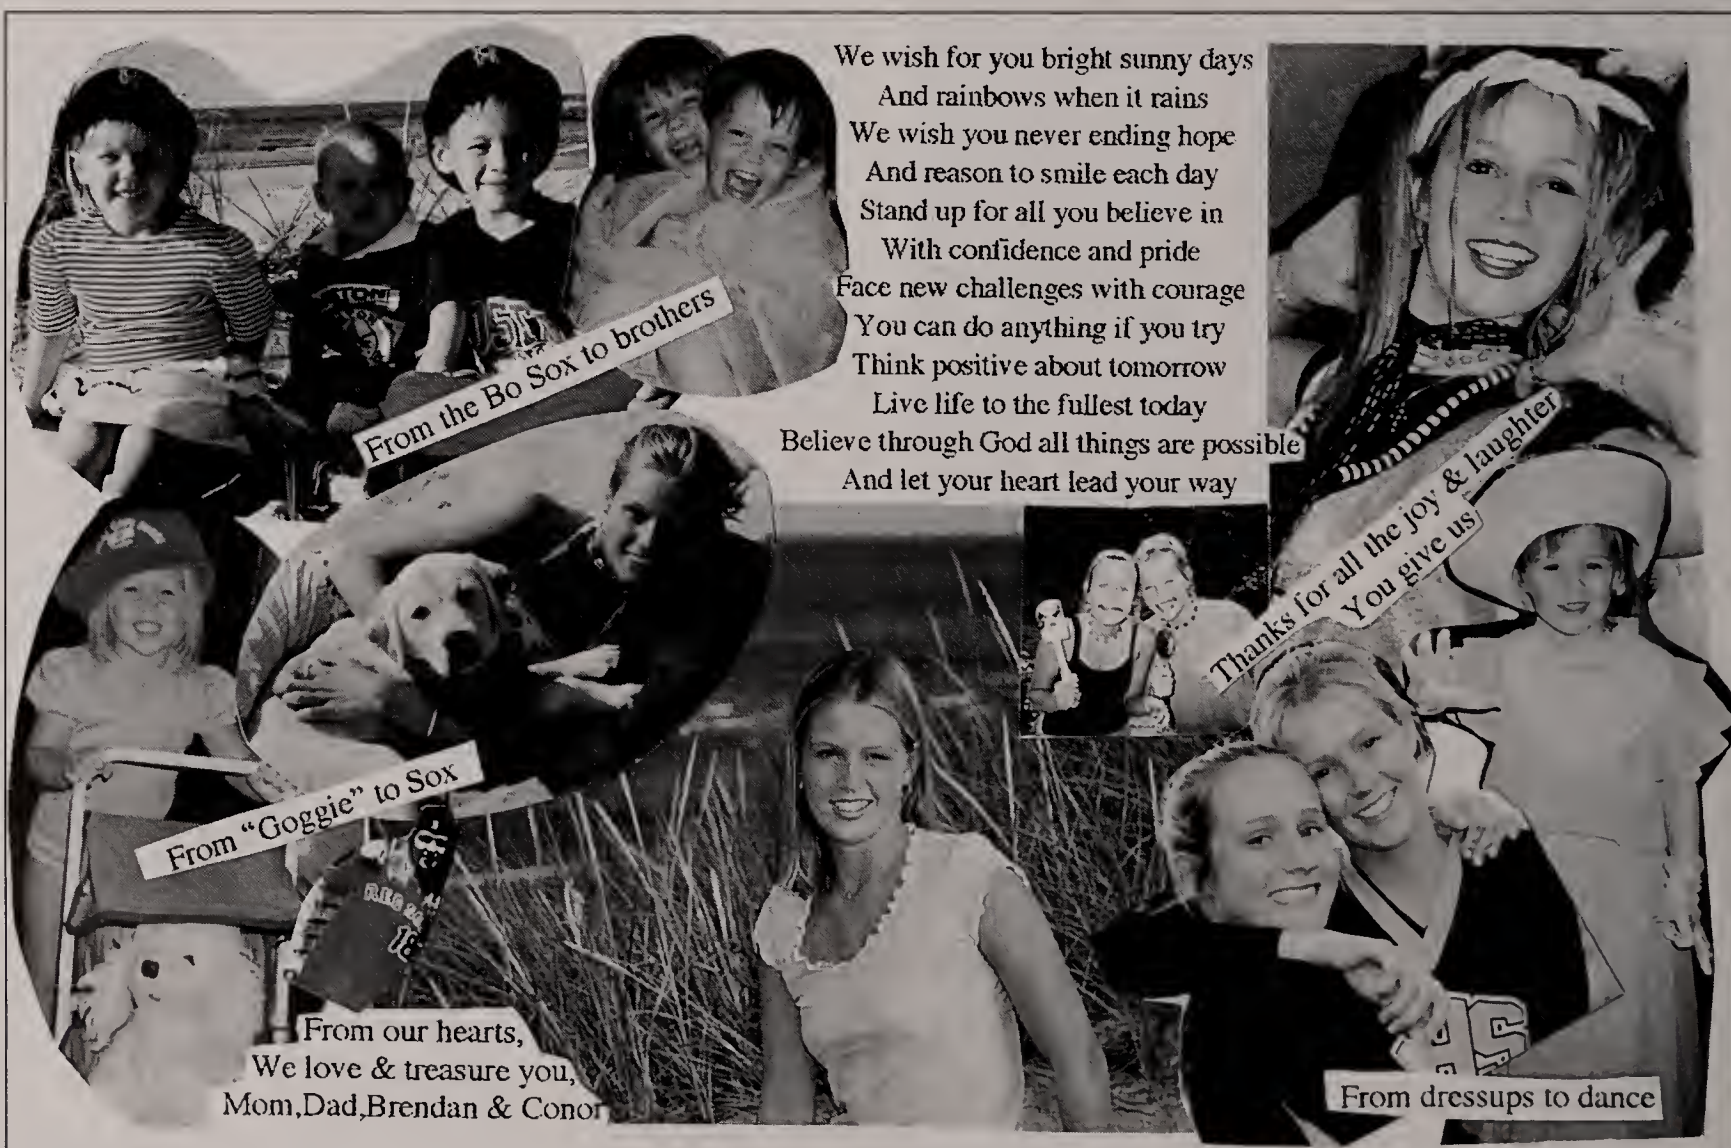 We wish for you bright sunny days
And rainbows when it rains
We wish you never ending hope
And reason to smile each day
Stand up for all you believe in
With confidence and pride
Face new challenges with courage
You can do anything if you try
Think positive about tomorrow
Live life to the fullest today
Believe through God all things are possible
And let your heart lead your way
From the Bo Sox to brothers
Thanks for all the joy & laughter
You give us
From “Goggie” to Sox
18
From our hearts,
We love & treasure you,
Mom,Dad,Brendan & Conor
From dressups to dance